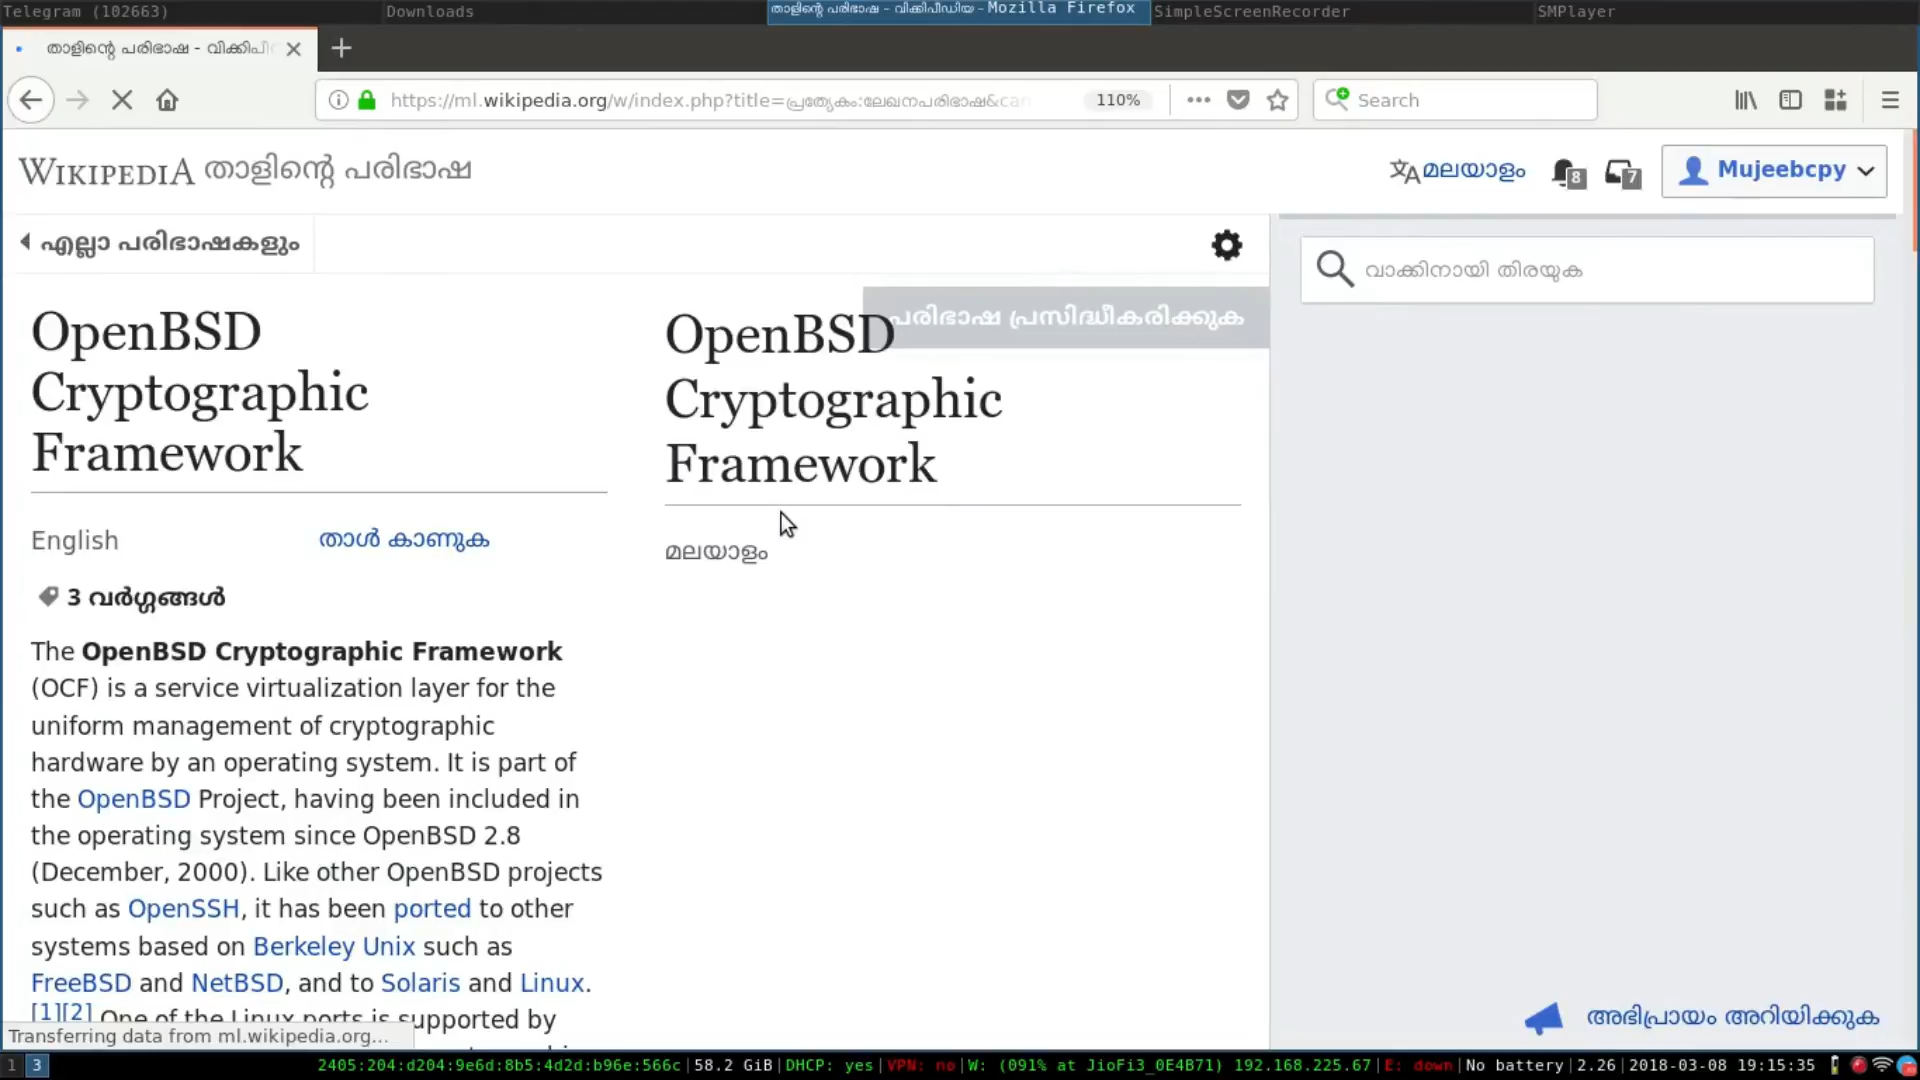 Telegram (102663)
Downloads
താളിന്റെ പരിഭാഷ - വിക്കിപീഡിയ - Mozilla Firefox
SimpleScreenRecorder
SMPlayer
താളിന്റെ പരിഭാഷ - വിക്കിപീ
https://ml.wikipedia.org/w/index.php?title=പ്രത്യേകം:ലേഖനപരിഭാഷ&ca
110%
Search
WIKIPEDIA താളിന്റെ പരിഭാഷ
മലയാളം
8
7
Mujeebcpy
എല്ലാ പരിഭാഷകളും
വാക്കിനായി തിരയുക
പരിഭാഷ പ്രസിദ്ധീകരിക്കുക
OpenBSD
Cryptographic
Framework
English
താൾ കാണുക
3 വർഗ്ഗങ്ങൾ
The OpenBSD Cryptographic Framework
(OCF) is a service virtualization layer for the
uniform management of cryptographic
hardware by an operating system. It is part of
the OpenBSD Project, having been included in
the operating system since OpenBSD 2.8
(December, 2000). Like other OpenBSD projects
such as OpenSSH, it has been ported to other
systems based on Berkeley Unix such as
FreeBSD and NetBSD, and to Solaris and Linux.
[1][2] One of the Linux ports is supported by
OpenBSD
Cryptographic
Framework
മലയാളം
അഭിപ്രായം അറിയിക്കുക
Transferring data from ml.wikipedia.org...
1 3
2405:204:d204:9e6d:8b5:4d2d:b96e:566c|58.2 GiB|DHCP: yes|VPN: no|W: (091% at JioFi3_0E4B71) 192.168.225.67|E: down|No battery|2.26|2018-03-08 19:15:35